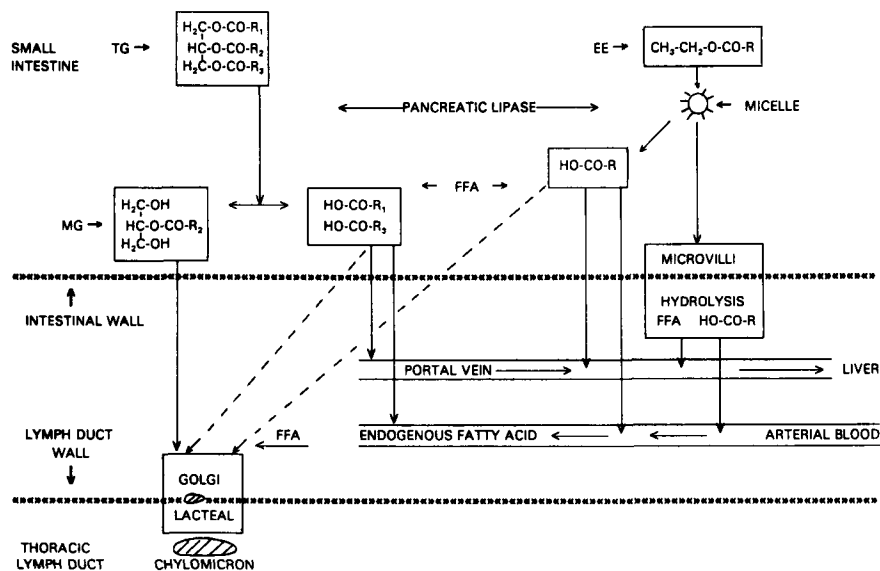 SMALL
INTESTINE
TG →
H₂C-O-CO-R₁
HC-O-CO-R₂
H₂C-O-CO-R₃
EE →
CH₃-CH₂-O-CO-R
PANCREATIC LIPASE
MICELLE
HO-CO-R
← FFA →
MG →
H₂C-OH
HC-O-CO-R₂
H₂C-OH
HO-CO-R₁
HO-CO-R₃
MICROVILLI
HYDROLYSIS
FFA HO-CO-R
INTESTINAL WALL
PORTAL VEIN
LIVER
LYMPH DUCT
WALL
FFA
ENDOGENOUS FATTY ACID
ARTERIAL BLOOD
GOLGI
LACTEAL
THORACIC
LYMPH DUCT
CHYLOMICRON